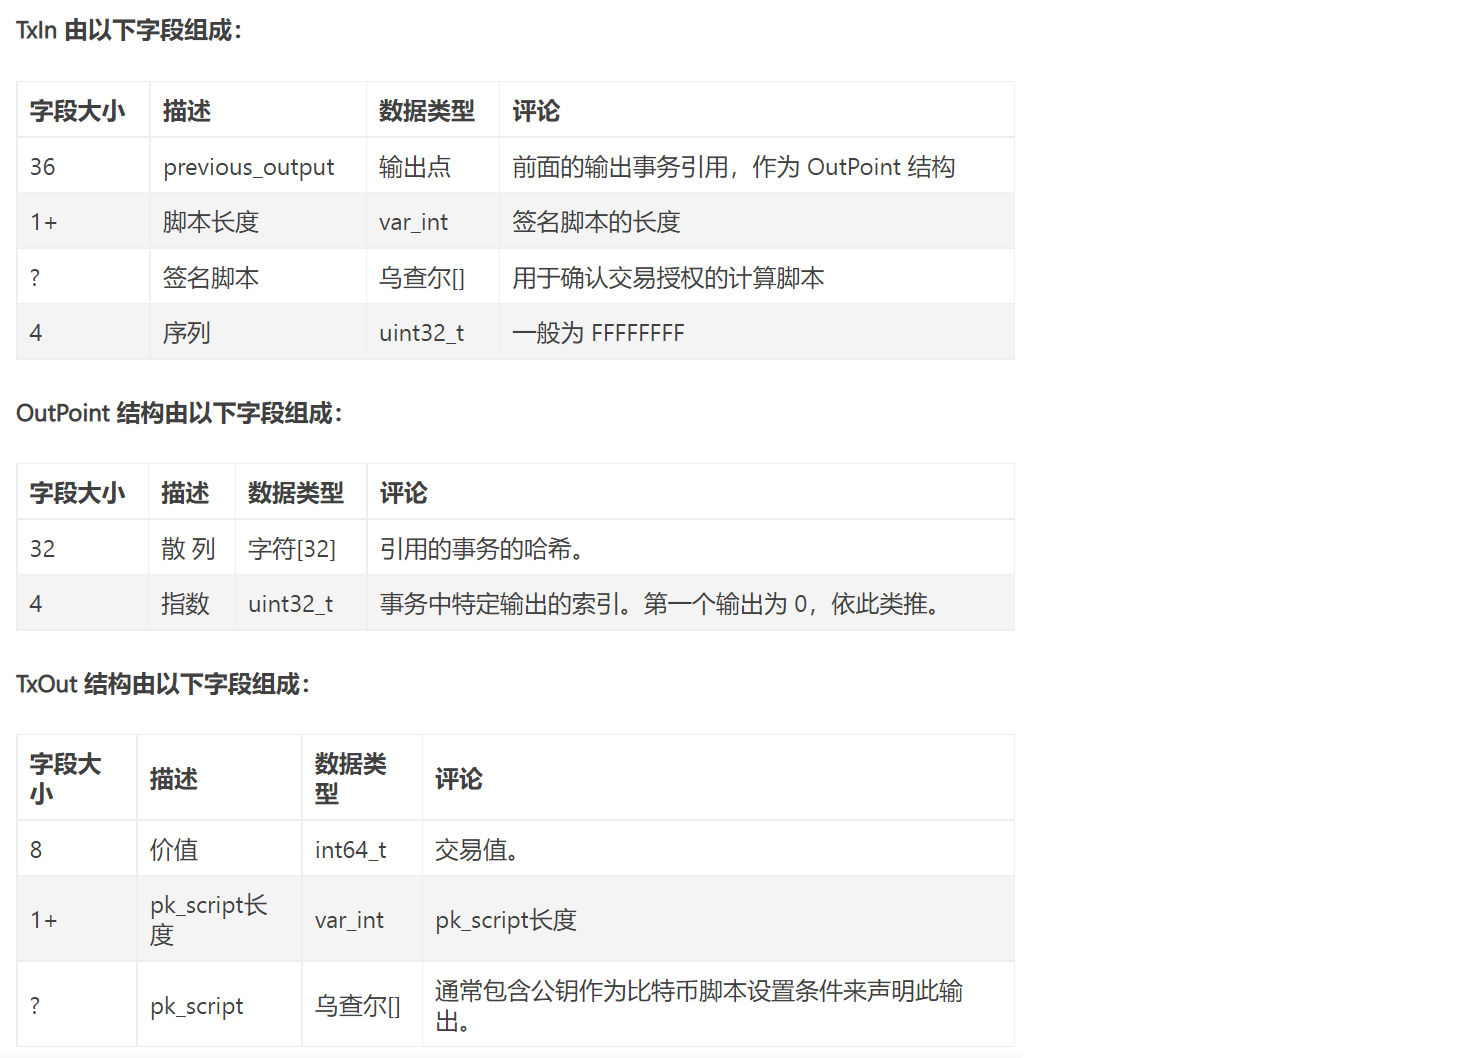 TxIn 由以下字段组成：
字段大小 描述 数据类型 评论
36 previous_output 输出点 前面的输出事务引用，作为 OutPoint 结构
1+ 脚本长度 var_int 签名脚本的长度
? 签名脚本 乌查尔[] 用于确认交易授权的计算脚本
4 序列 uint32_t 一般为 FFFFFFFF
OutPoint 结构由以下字段组成：
字段大小 描述 数据类型 评论
32 散 列 字符[32] 引用的事务的哈希。
4 指数 uint32_t 事务中特定输出的索引。第一个输出为 0，依此类推。
TxOut 结构由以下字段组成：
字段大
小
描述
数据类
型
评论
8 价值 int64_t 交易值。
1+
pk_script长
度
var_int
pk_script长度
?
pk_script
乌查尔[]
通常包含公钥作为比特币脚本设置条件来声明此输
出。